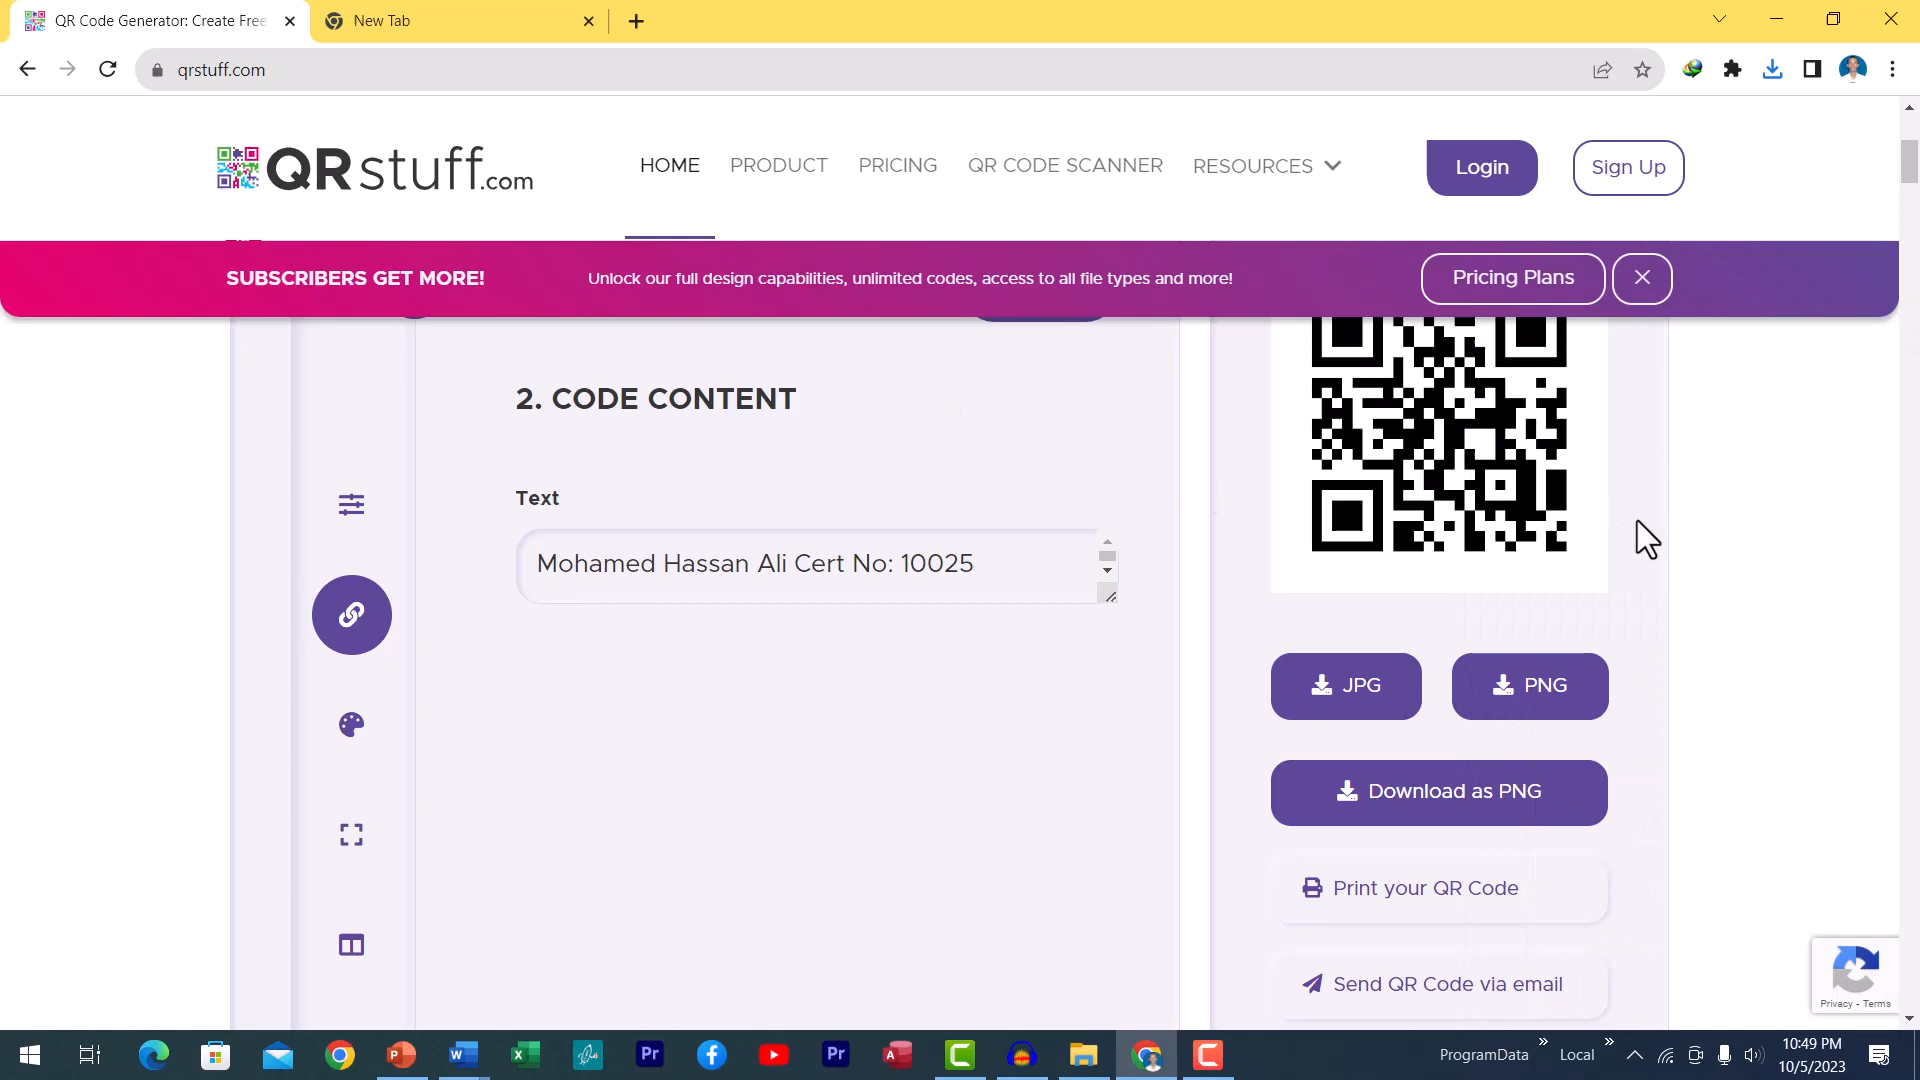 QR Code Generator: Create Free
New Tab
qrstuff.com
QRstuff.com
HOME
PRODUCT
PRICING
QR CODE SCANNER
RESOURCES
Login
Sign Up
SUBSCRIBERS GET MORE!
Unlock our full design capabilities, unlimited codes, access to all file types and more!
Pricing Plans
2. CODE CONTENT
Text
Mohamed Hassan Ali Cert No: 10025
JPG
PNG
Download as PNG
Print your QR Code
Send QR Code via email
Privacy - Terms
ProgramData
Local
10:49 PM
10/5/2023